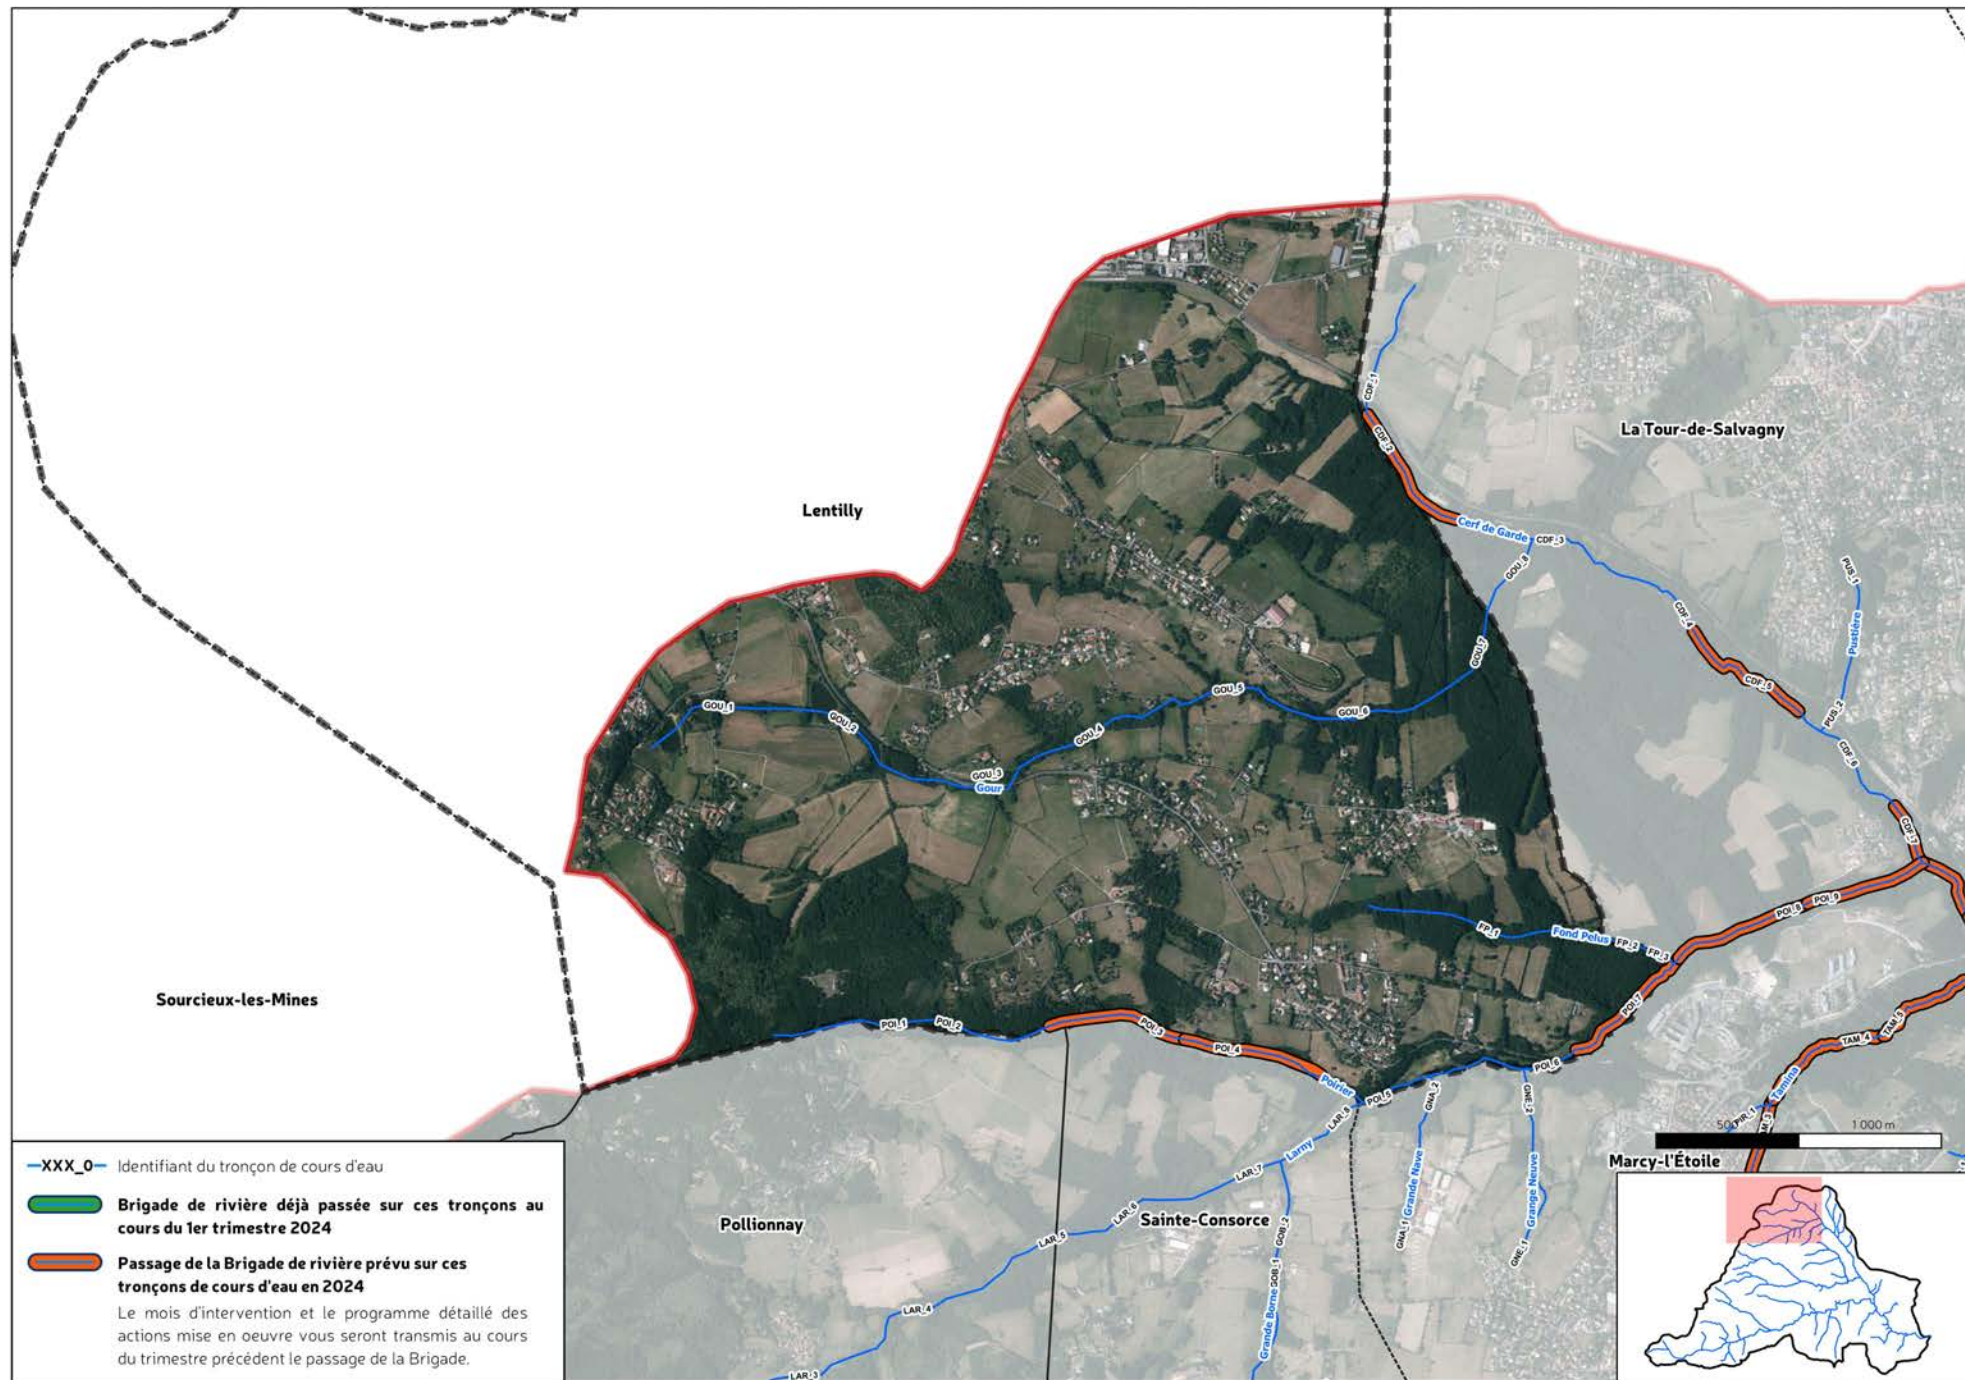 La Tour-de-Salvagny
Lentilly
Sourcieux-les-Mines
Pollionnay
Sainte-Consorce
Marcy-l'Étoile
CDF_1
CDF_2
Cerf de Garde
CDF_3
CDF_4
CDF_5
CDF_6
CDF_7
PUS_1
Pustière
PUS_2
GOU_1
GOU_2
GOU_3
Gour
GOU_4
GOU_5
GOU_6
GOU_7
GOU_8
FP_1
Fond Pelus
FP_2
FP_3
POI_1
POI_2
POI_3
POI_4
Poirier
POI_5
POI_6
POI_7
POI_8
POI_9
TAM_5
TAM_4
Tamina
PIR_1
LAR_8
Larny
LAR_7
LAR_6
LAR_5
LAR_4
LAR_3
GOB_2
GOB_1
Grande Borne
GNA_2
Grande Nave
GNA_1
GNE_2
Grange Neuve
GNE_1
1 000 m
XXX_0
Identifiant du tronçon de cours d'eau
Brigade de rivière déjà passée sur ces tronçons au
cours du 1er trimestre 2024
Passage de la Brigade de rivière prévu sur ces
tronçons de cours d'eau en 2024
Le mois d'intervention et le programme détaillé des
actions mise en oeuvre vous seront transmis au cours
du trimestre précédent le passage de la Brigade.